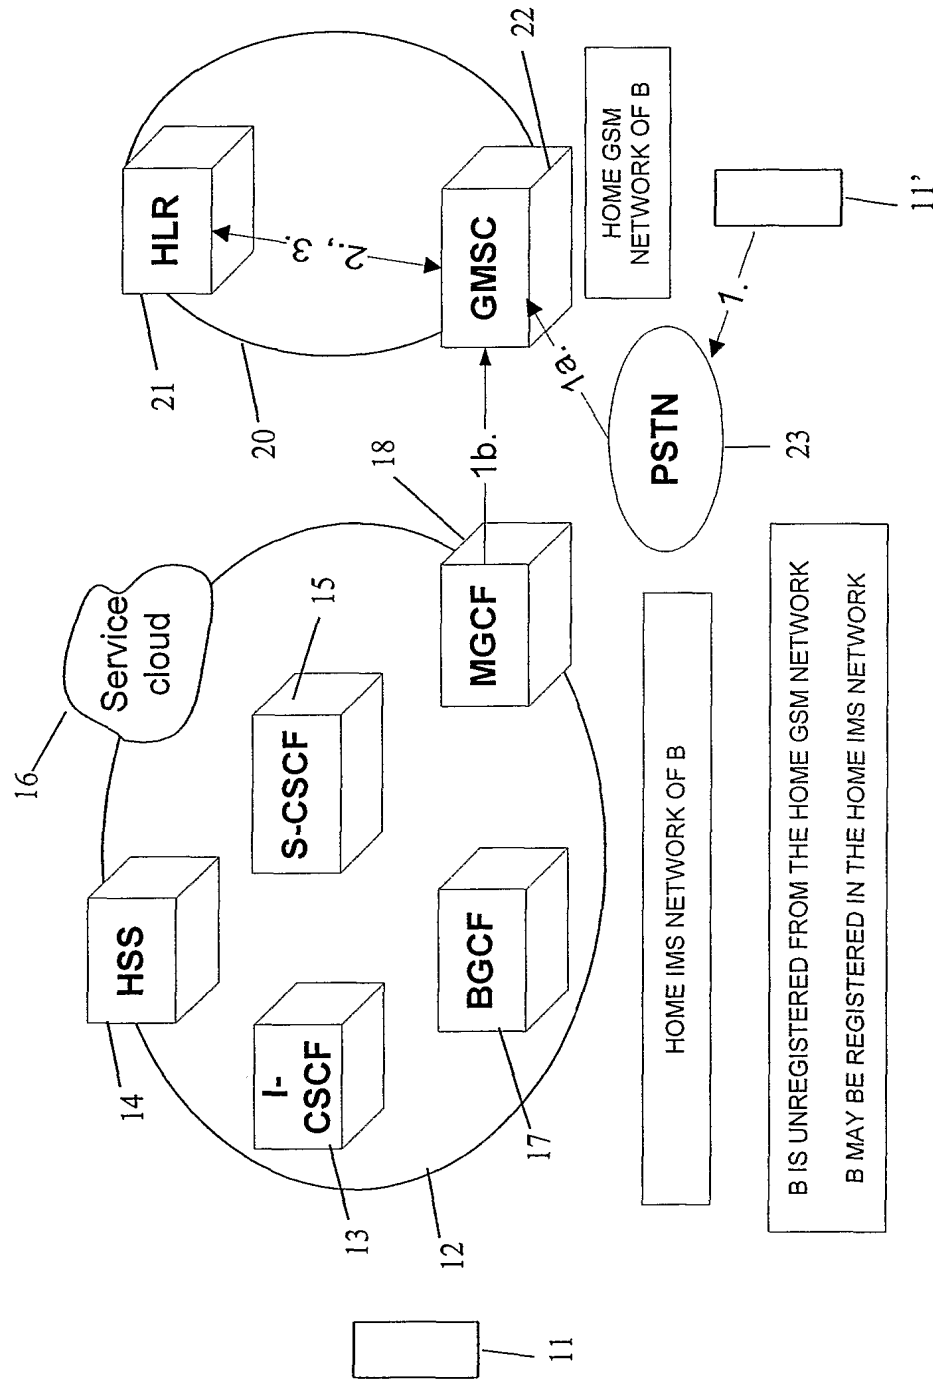 16
Service
cloud
14
HSS
15
S-CSCF
13
I-
CSCF
12
17
BGCF
18
MGCF
1b.
21
HLR
20
2., 3.
22
GMSC
1a.
HOME GSM
NETWORK OF B
11'
1.
PSTN
23
HOME IMS NETWORK OF B
B IS UNREGISTERED FROM THE HOME GSM NETWORK
B MAY BE REGISTERED IN THE HOME IMS NETWORK
11